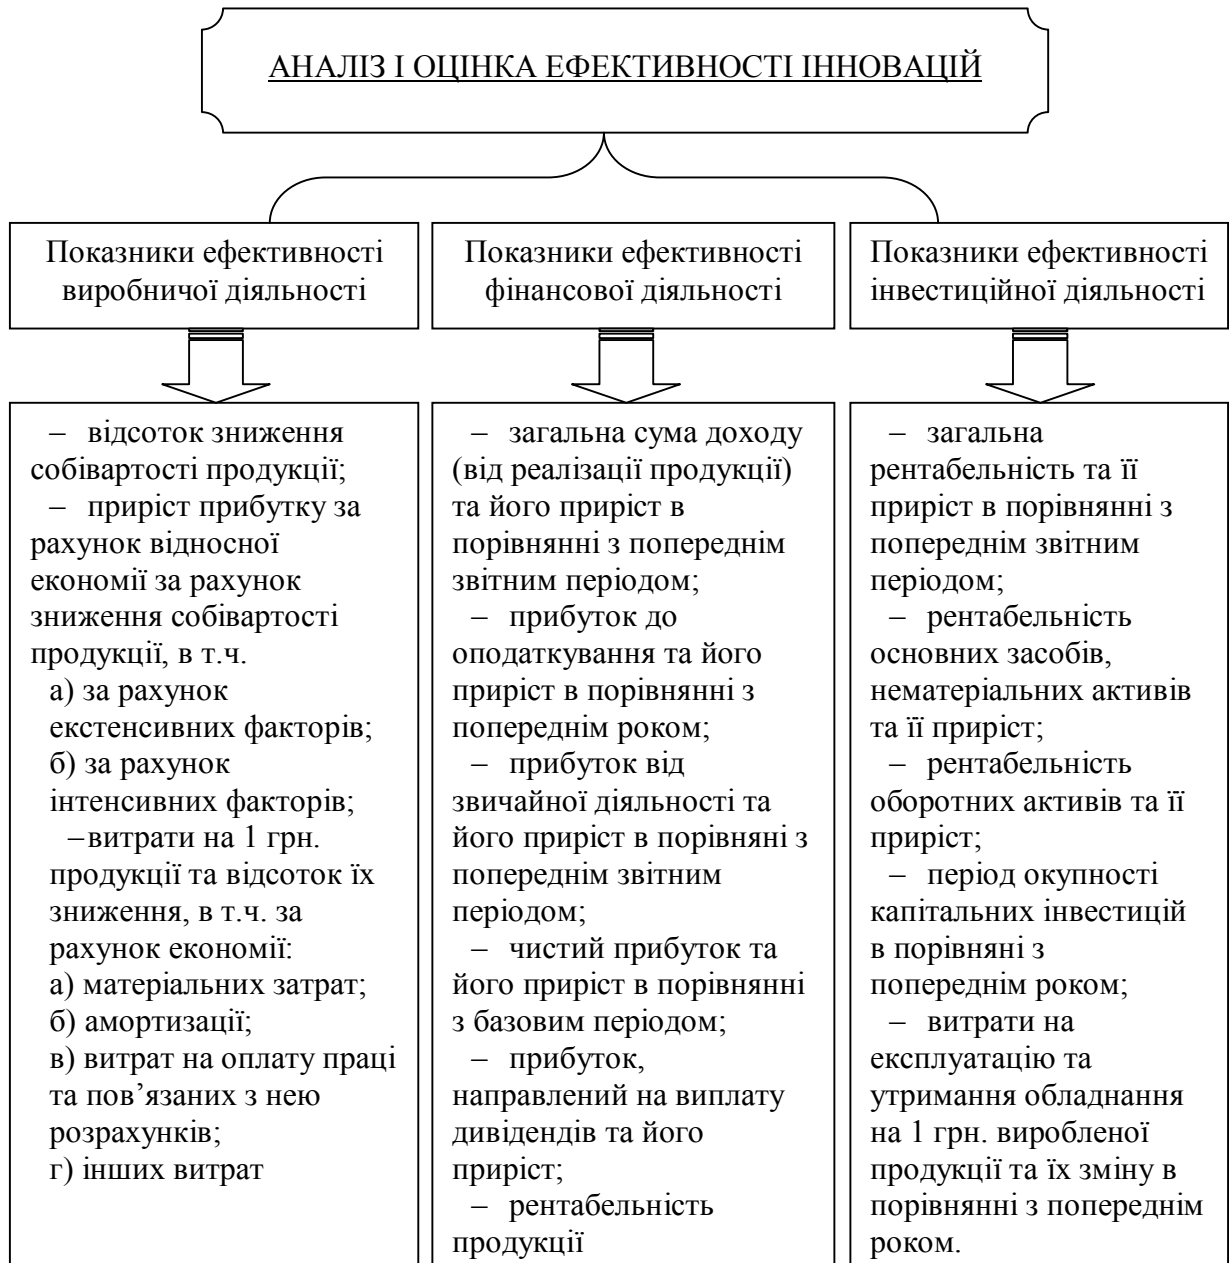 АНАЛІЗ І ОЦІНКА ЕФЕКТИВНОСТІ ІННОВАЦІЙ
Показники ефективності
виробничої діяльності
Показники ефективності
фінансової діяльності
Показники ефективності
інвестиційної діяльності
– відсоток зниження
собівартості продукції;
– приріст прибутку за
рахунок відносної
економії за рахунок
зниження собівартості
продукції, в т.ч.
а) за рахунок
екстенсивних факторів;
б) за рахунок
інтенсивних факторів;
–витрати на 1 грн.
продукції та відсоток їх
зниження, в т.ч. за
рахунок економії:
а) матеріальних затрат;
б) амортизації;
в) витрат на оплату праці
та пов’язаних з нею
розрахунків;
г) інших витрат
– загальна сума доходу
(від реалізації продукції)
та його приріст в
порівнянні з попереднім
звітним періодом;
– прибуток до
оподаткування та його
приріст в порівнянні з
попереднім роком;
– прибуток від
звичайної діяльності та
його приріст в порівняні з
попереднім звітним
періодом;
– чистий прибуток та
його приріст в порівнянні
з базовим періодом;
– прибуток,
направлений на виплату
дивідендів та його
приріст;
– рентабельність
продукції
– загальна
рентабельність та її
приріст в порівнянні з
попереднім звітним
періодом;
– рентабельність
основних засобів,
нематеріальних активів
та її приріст;
– рентабельність
оборотних активів та її
приріст;
– період окупності
капітальних інвестицій
в порівняні з
попереднім роком;
– витрати на
експлуатацію та
утримання обладнання
на 1 грн. виробленої
продукції та їх зміну в
порівнянні з попереднім
роком.